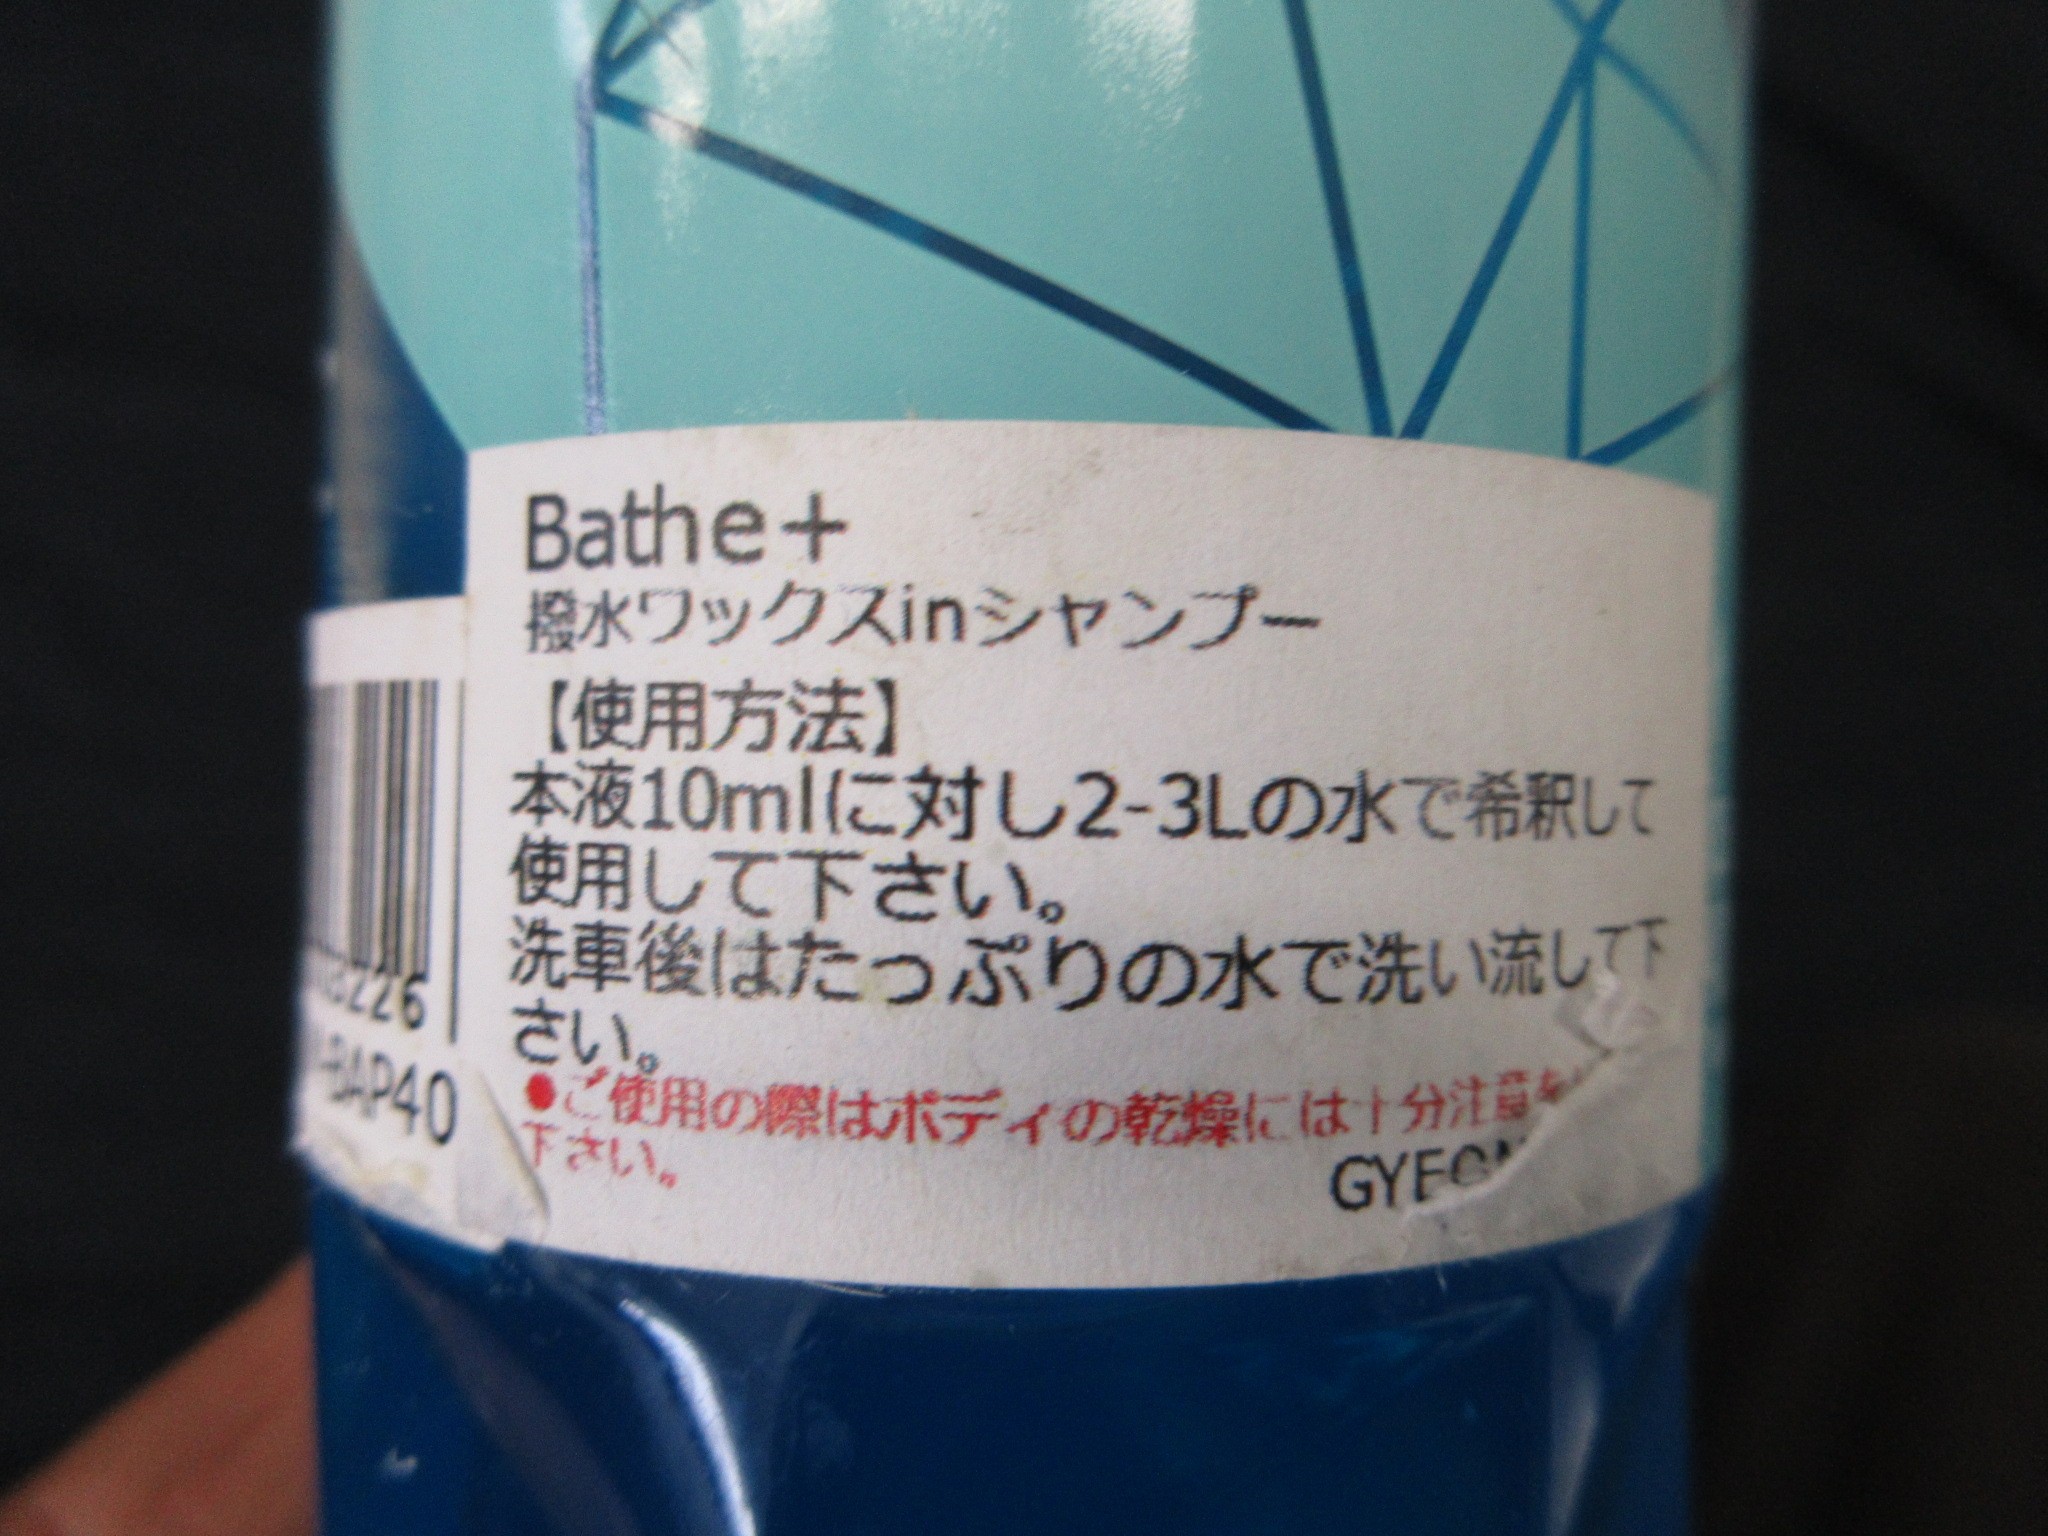 Bathe+
撥水ワックスinシャンプー
【使用方法】
本液10mlに対し2-3Lの水で希釈して
使用して下さい。
洗車後はたっぷりの水で洗い流して下
さい。
●ご使用の際はボディの乾燥には十分注意を
下さい。
GYEON
226
-BAP40